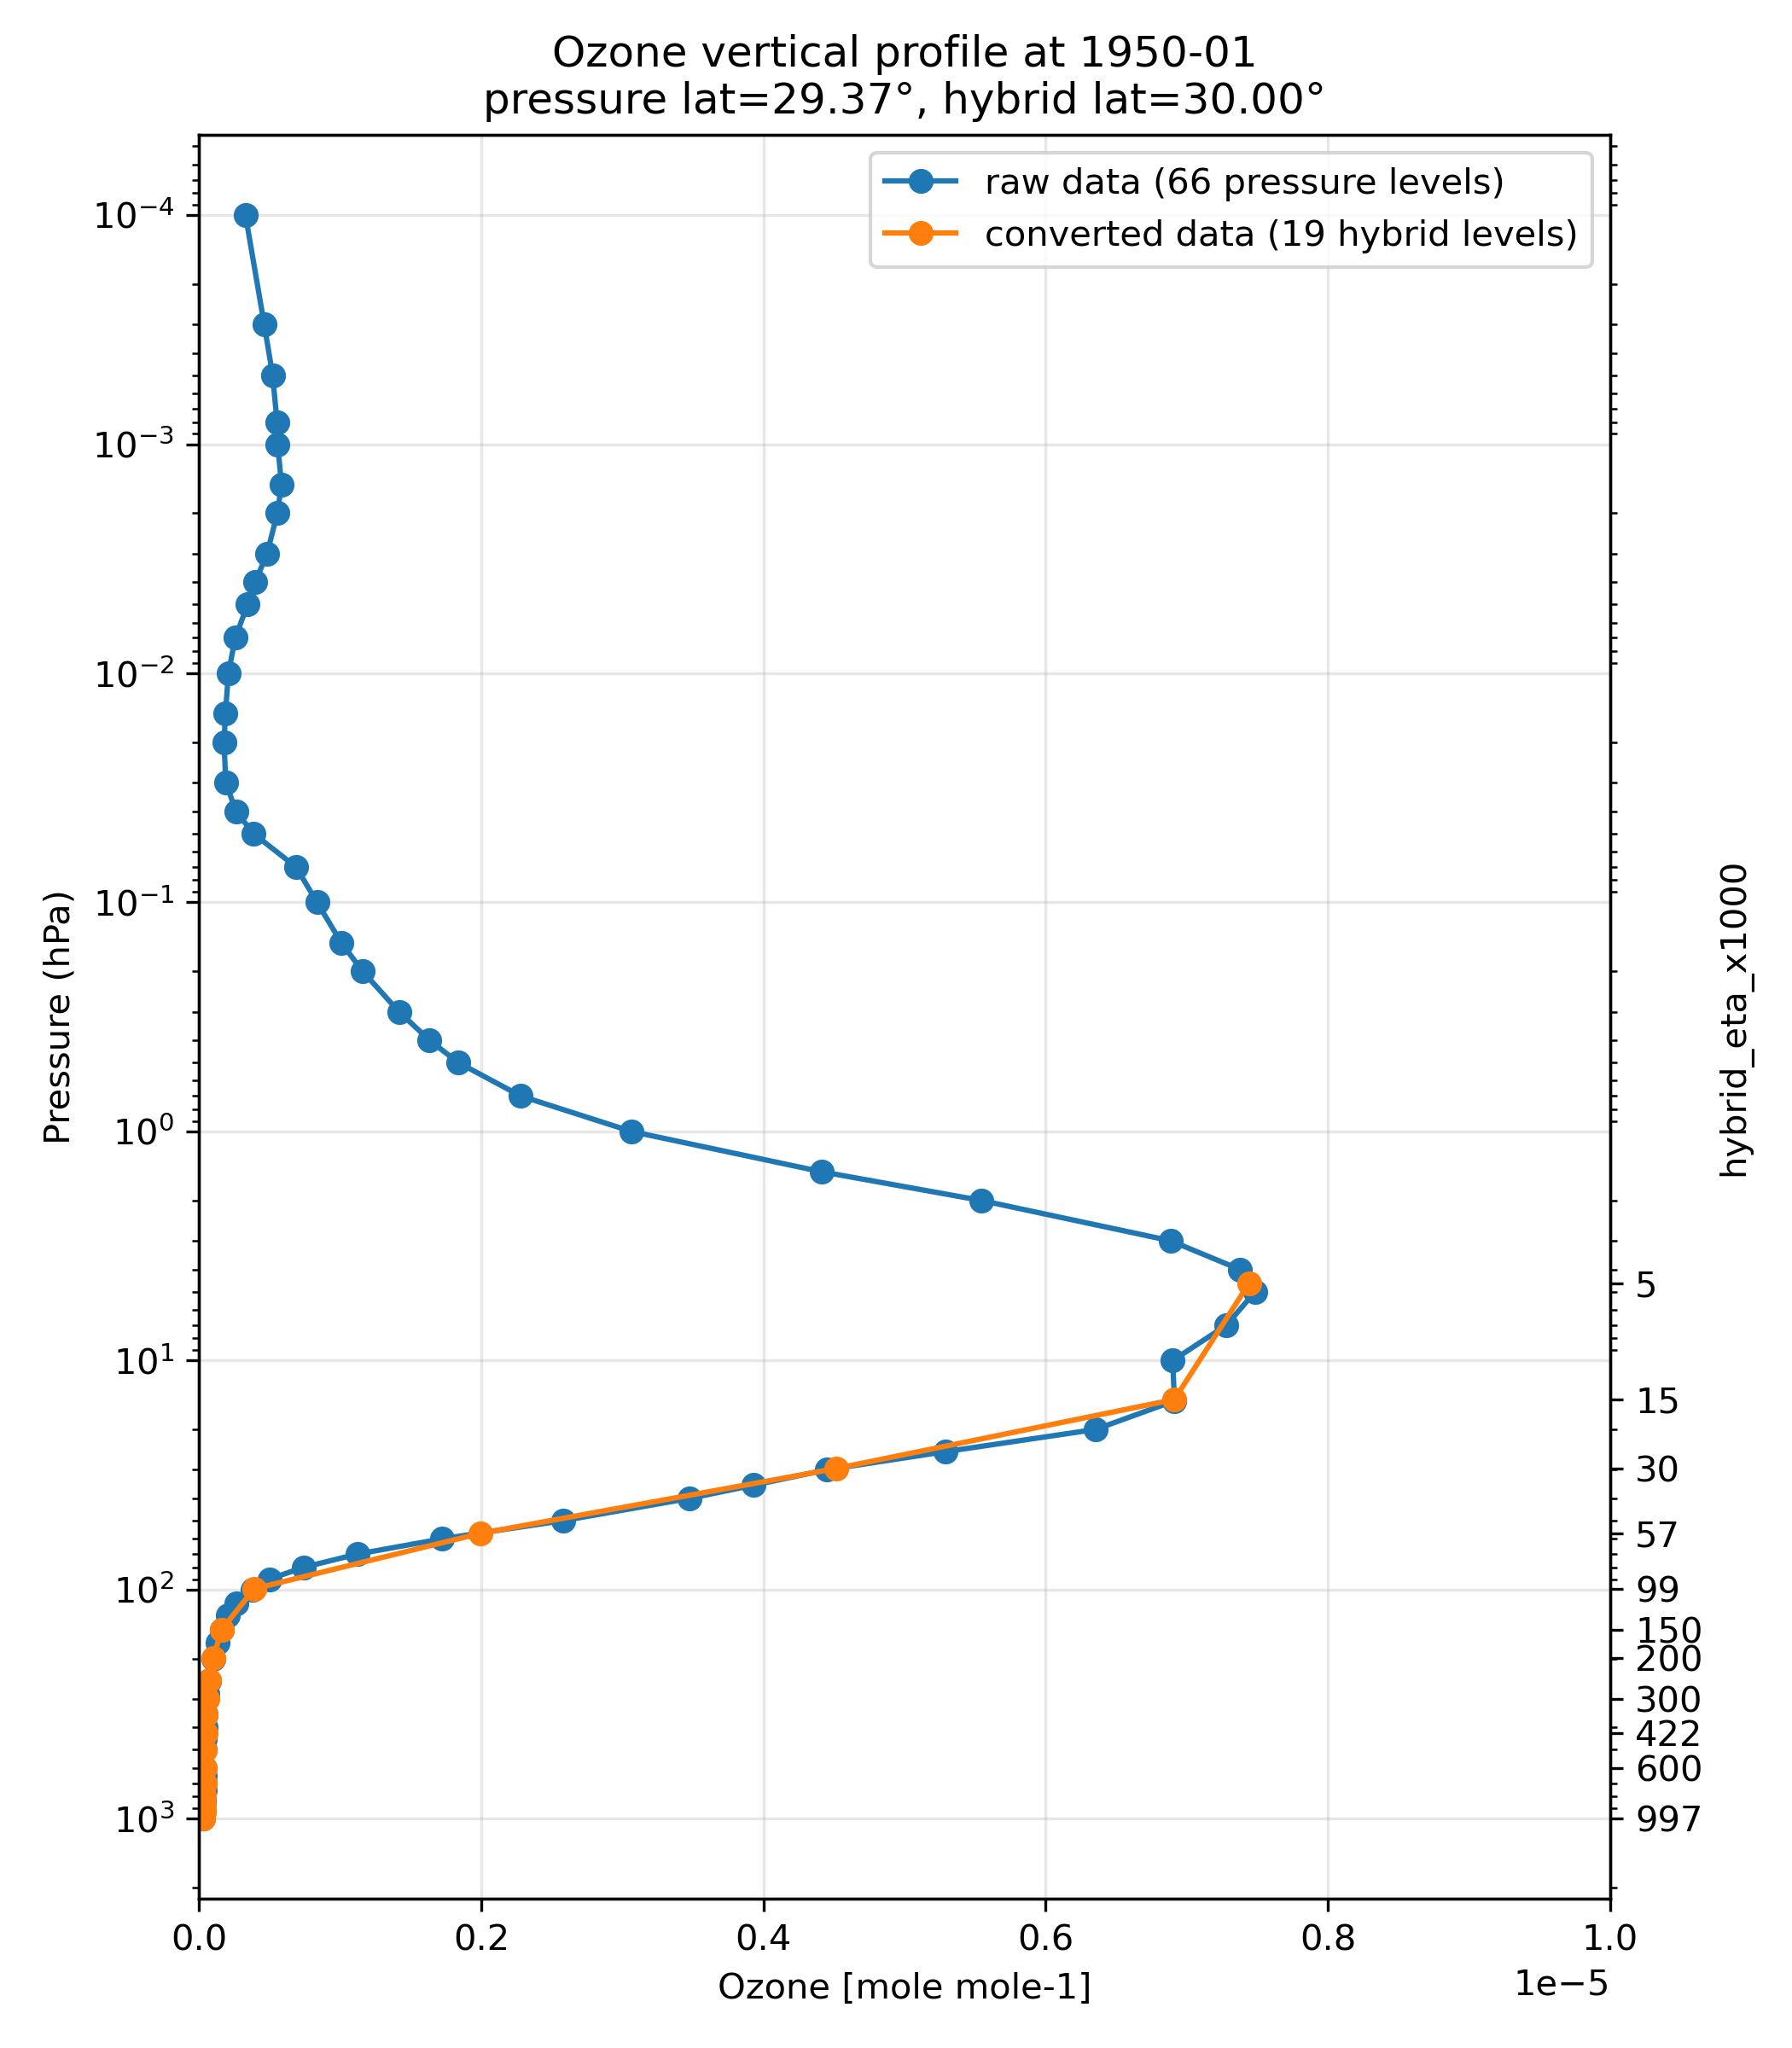 Ozone vertical profile at 1950-01
pressure lat=29.37°, hybrid lat=30.00°
raw data (66 pressure levels)
converted data (19 hybrid levels)
Pressure (hPa)
10⁻⁴
10⁻³
10⁻²
10⁻¹
10⁰
10¹
10²
10³
hybrid_eta_x1000
5
15
30
57
99
150
200
300
422
600
997
0.0 0.2 0.4 0.6 0.8 1.0
1e−5
Ozone [mole mole-1]